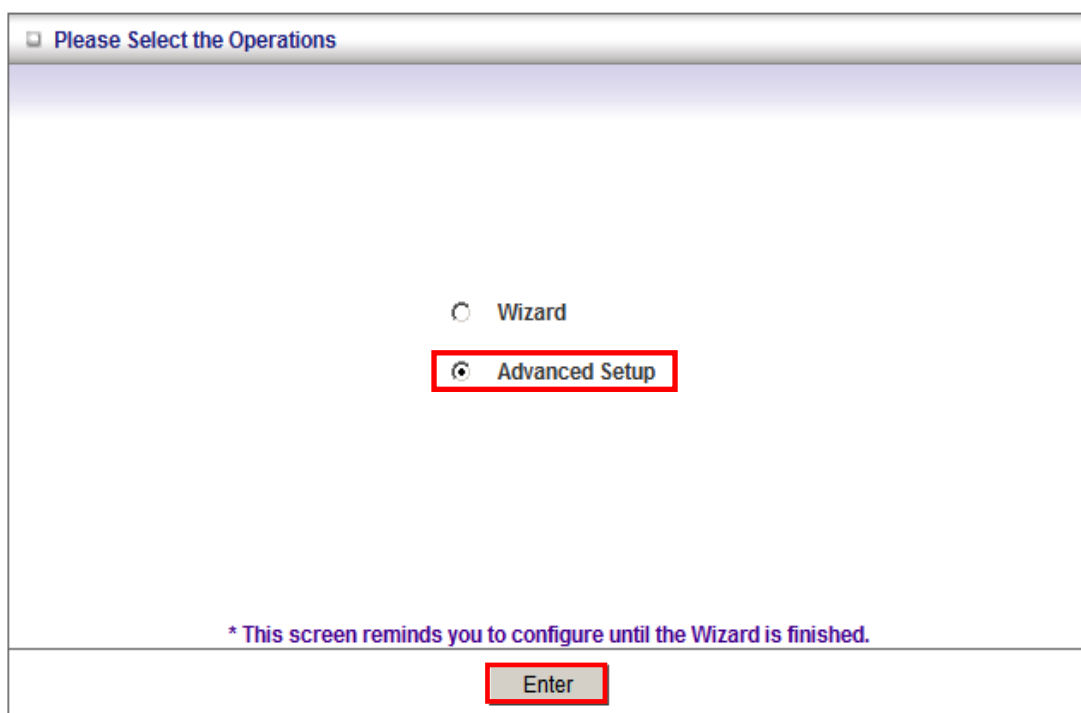 Please Select the Operations
Wizard
Advanced Setup
* This screen reminds you to configure until the Wizard is finished.
Enter